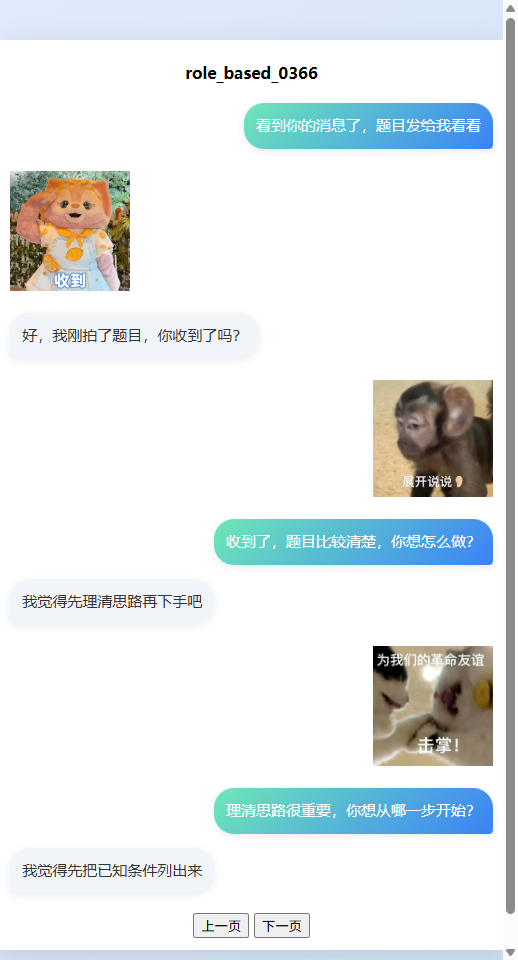 role_based_0366
看到你的消息了，题目发给我看看
收到
好，我刚拍了题目，你收到了吗？
展开说说
收到了，题目比较清楚，你想怎么做？
我觉得先理清思路再下手吧
为我们的革命友谊
击掌！
理清思路很重要，你想从哪一步开始？
我觉得先把已知条件列出来
上一页 下一页